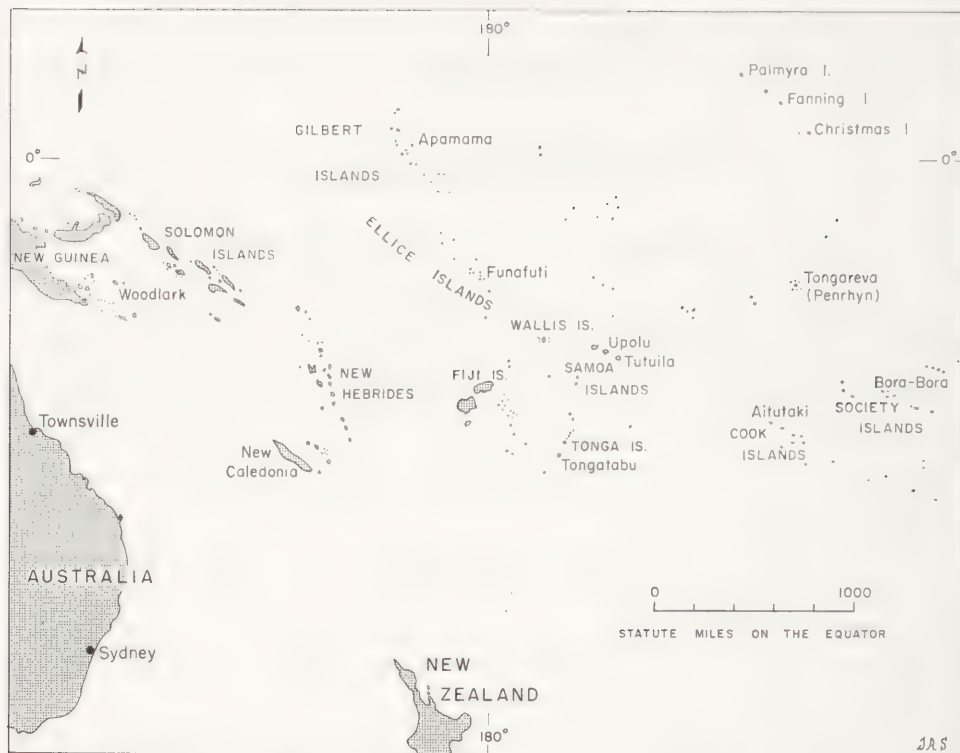 180°
N
Palmyra I.
Fanning I
Christmas I
GILBERT
Apamama
ISLANDS
0°
0°
SOLOMON
ISLANDS
NEW GUINEA
Woodlark
ELLICE
ISLANDS
Funafuti
Tongareva
(Penrhyn)
WALLIS IS.
Upolu
Tutuila
SAMOA
ISLANDS
FIJI IS.
NEW
HEBRIDES
Bora-Bora
SOCIETY
ISLANDS
Aitutaki
COOK
ISLANDS
Townsville
New
Caledonia
TONGA IS.
Tongatabu
AUSTRALIA
0 1000
STATUTE MILES ON THE EQUATOR
Sydney
NEW
ZEALAND
180°